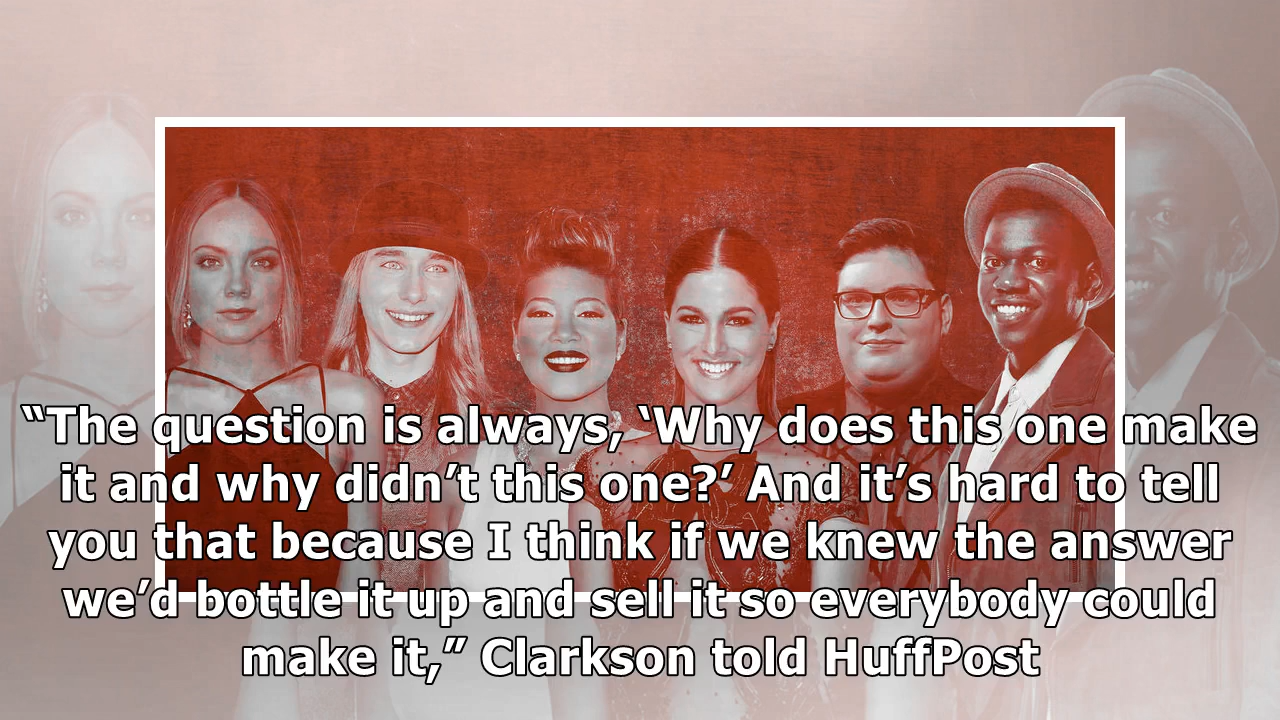 “The question is always, ‘Why does this one make
it and why didn’t this one?’ And it’s hard to tell
you that because I think if we knew the answer
we’d bottle it up and sell it so everybody could
make it,” Clarkson told HuffPost